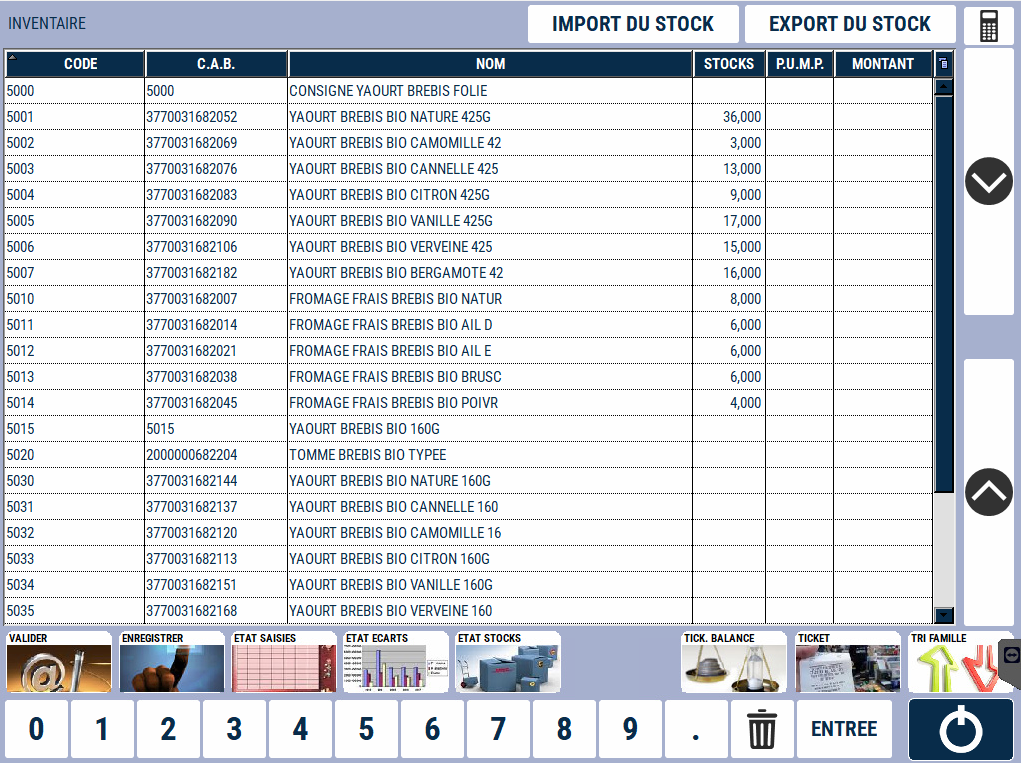 INVENTAIRE IMPORT DU STOCK EXPORT DU STOCK
CODE C.A.B. NOM STOCKS P.U.M.P. MONTANT
5000 5000 CONSIGNE YAOURT BREBIS FOLIE
5001 3770031682052 YAOURT BREBIS BIO NATURE 425G 36,000
5002 3770031682069 YAOURT BREBIS BIO CAMOMILLE 42 3,000
5003 3770031682076 YAOURT BREBIS BIO CANNELLE 425 13,000
5004 3770031682083 YAOURT BREBIS BIO CITRON 425G 9,000
5005 3770031682090 YAOURT BREBIS BIO VANILLE 425G 17,000
5006 3770031682106 YAOURT BREBIS BIO VERVEINE 425 15,000
5007 3770031682182 YAOURT BREBIS BIO BERGAMOTE 42 16,000
5010 3770031682007 FROMAGE FRAIS BREBIS BIO NATUR 8,000
5011 3770031682014 FROMAGE FRAIS BREBIS BIO AIL D 6,000
5012 3770031682021 FROMAGE FRAIS BREBIS BIO AIL E 6,000
5013 3770031682038 FROMAGE FRAIS BREBIS BIO BRUSC 6,000
5014 3770031682045 FROMAGE FRAIS BREBIS BIO POIVR 4,000
5015 5015 YAOURT BREBIS BIO 160G
5020 2000000682204 TOMME BREBIS BIO TYPEE
5030 3770031682144 YAOURT BREBIS BIO NATURE 160G
5031 3770031682137 YAOURT BREBIS BIO CANNELLE 160
5032 3770031682120 YAOURT BREBIS BIO CAMOMILLE 16
5033 3770031682113 YAOURT BREBIS BIO CITRON 160G
5034 3770031682151 YAOURT BREBIS BIO VANILLE 160G
5035 3770031682168 YAOURT BREBIS BIO VERVEINE 160
VALIDER ENREGISTRER ETAT SAISIES ETAT ECARTS ETAT STOCKS TICK. BALANCE TICKET TRI FAMILLE
0 1 2 3 4 5 6 7 8 9 . ENTREE